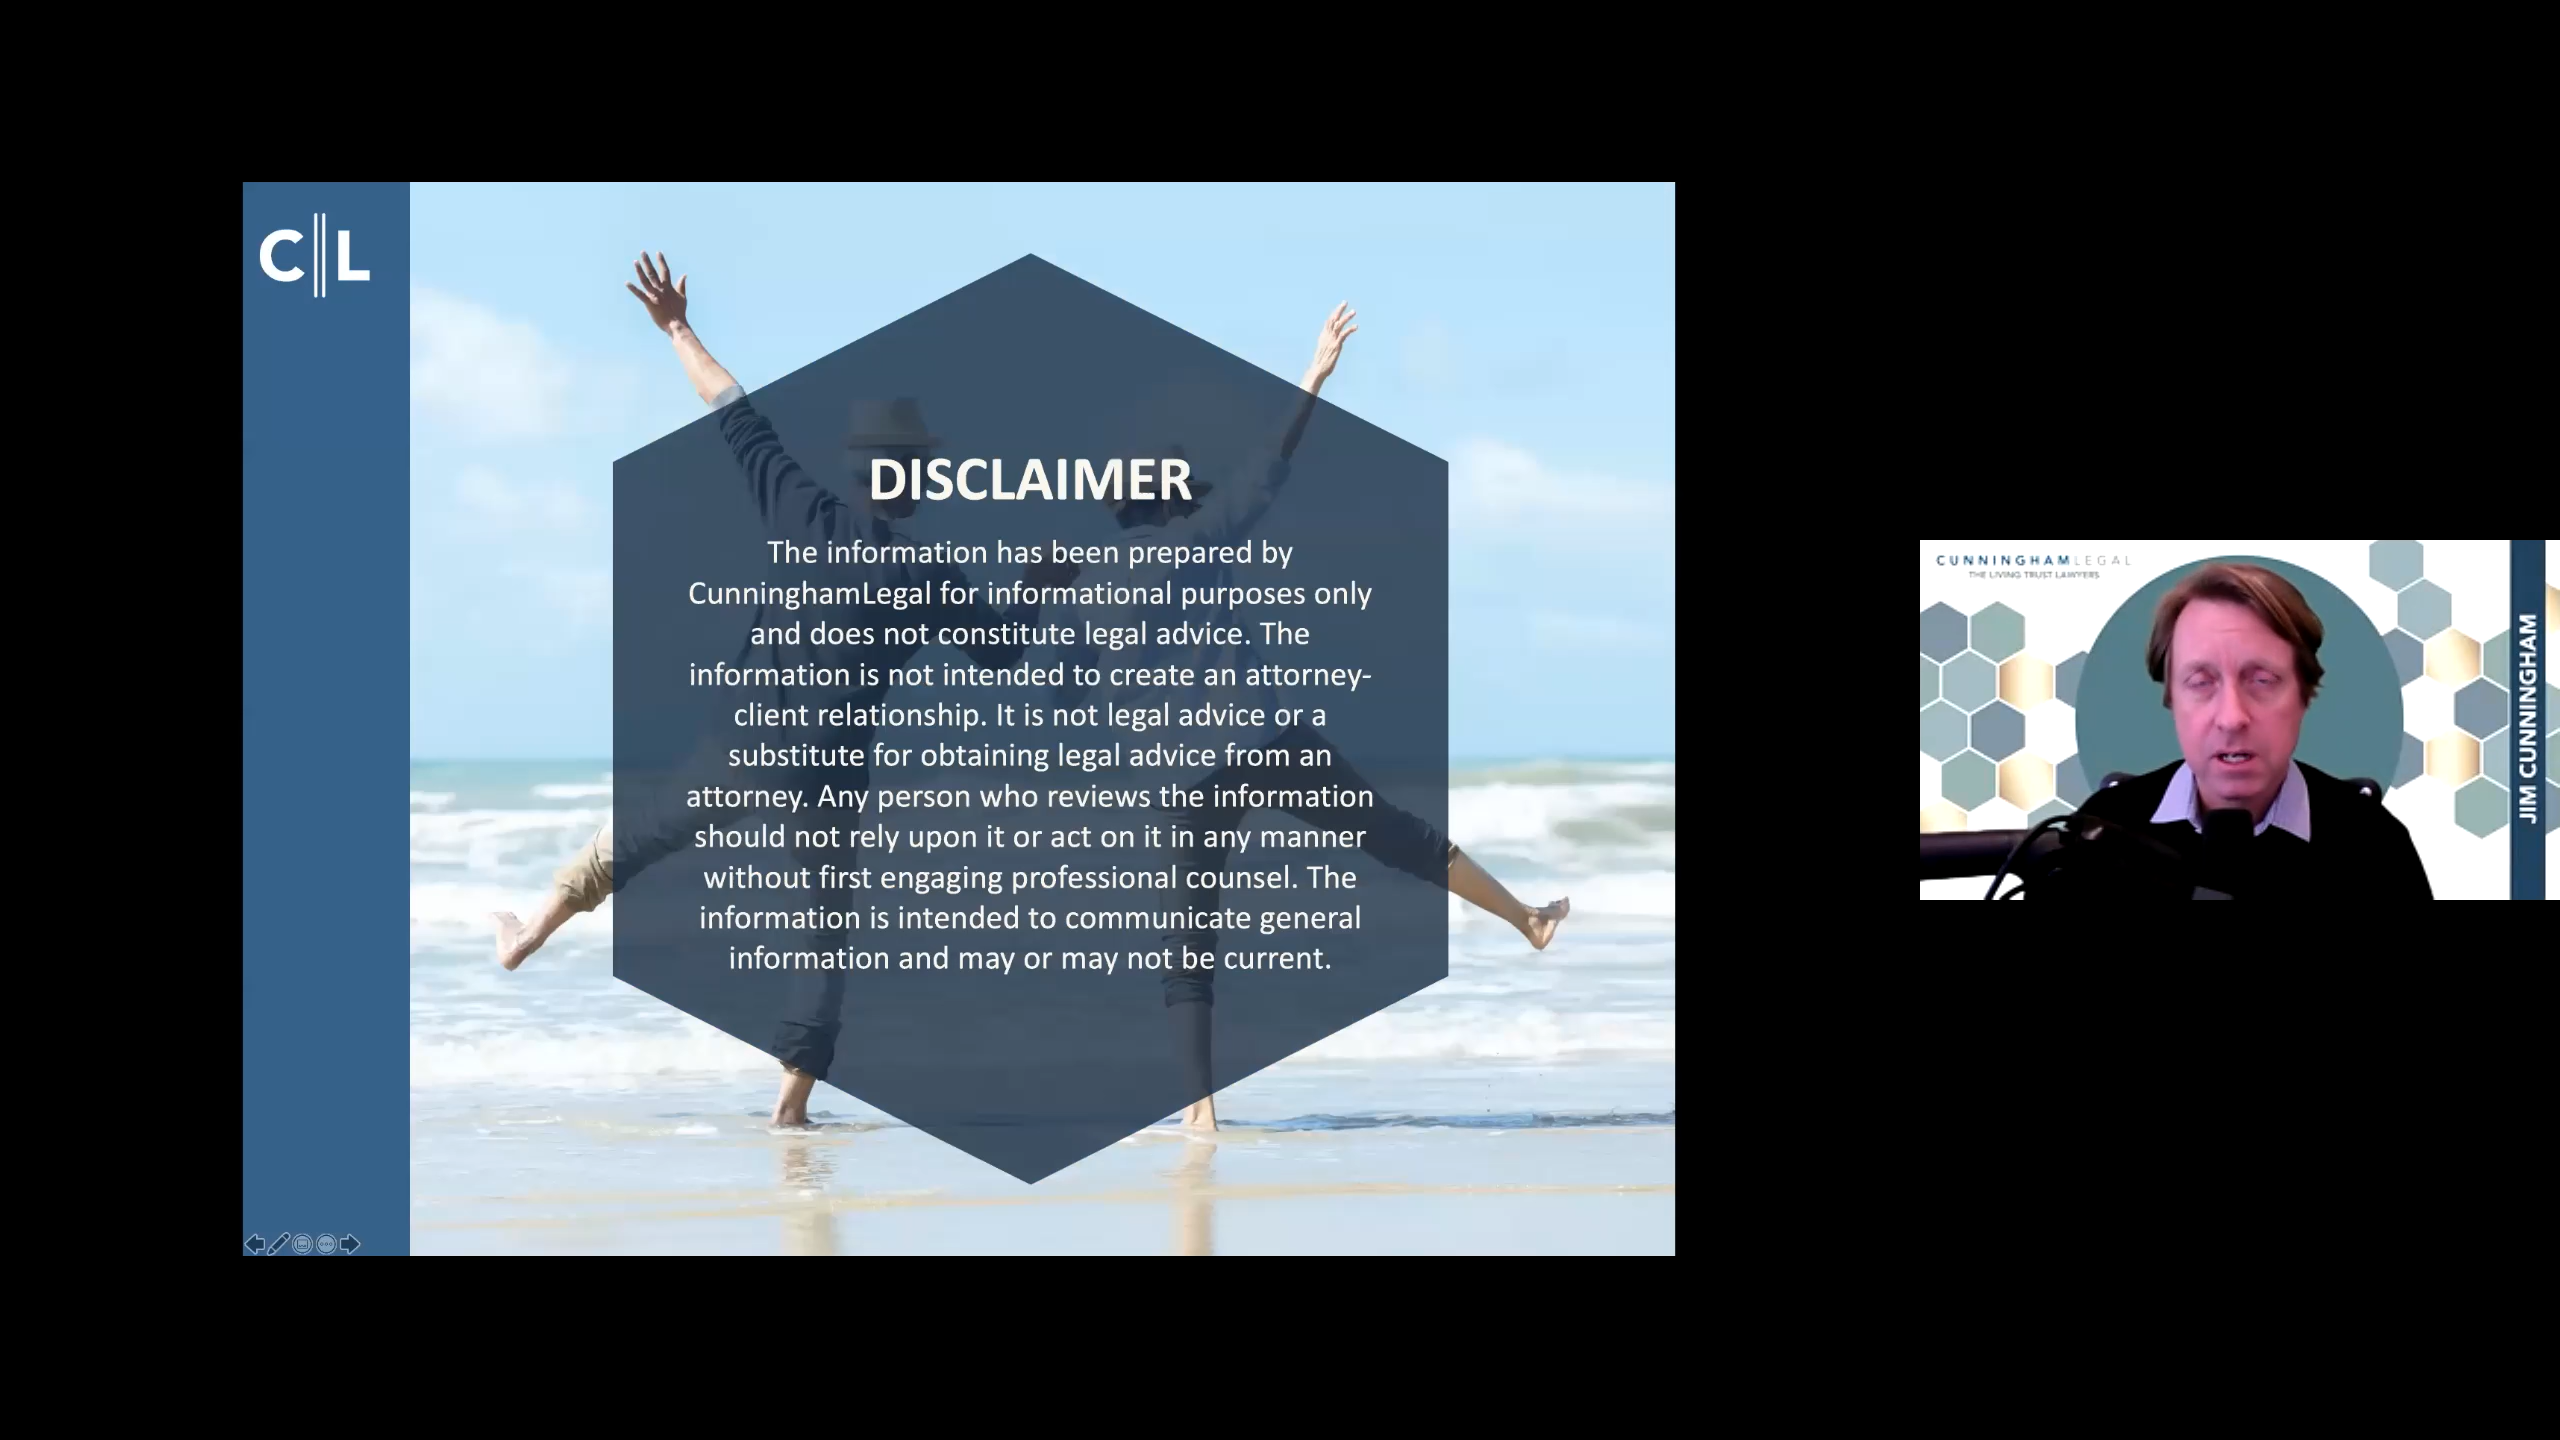 C L
DISCLAIMER
The information has been prepared by
CunninghamLegal for informational purposes only
and does not constitute legal advice. The
information is not intended to create an attorney-
client relationship. It is not legal advice or a
substitute for obtaining legal advice from an
attorney. Any person who reviews the information
should not rely upon it or act on it in any manner
without first engaging professional counsel. The
information is intended to communicate general
information and may or may not be current.
CUNNINGHAMLEGAL
THE LIVING TRUST LAWYERS
JIM CUNNINGHAM